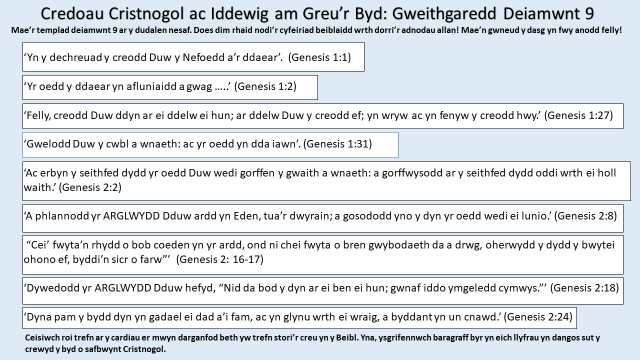 Credoau Cristnogol ac Iddewig am Greu'r Byd: Gweithgaredd Deiamwnt 9
Mae'r templad deiamwnt 9 ar y dudalen nesaf. Does dim rhaid nodi'r cyfeiriad beiblaidd wrth dorri'r adnodau allan! Mae'n gwneud y dasg yn fwy anodd felly!
'Yn y dechreuad y creodd Duw y Nefoedd a'r ddaear'. (Genesis 1:1)
'Yr oedd y ddaear yn afluniaidd a gwag …..' (Genesis 1:2)
'Felly, creodd Duw ddyn ar ei ddelw ei hun; ar ddelw Duw y creodd ef; yn wryw ac yn fenyw y creodd hwy.' (Genesis 1:27)
'Gwelodd Duw y cwbl a wnaeth: ac yr oedd yn dda iawn'. (Genesis 1:31)
'Ac erbyn y seithfed dydd yr oedd Duw wedi gorffen y gwaith a wnaeth: a gorffwysodd ar y seithfed dydd oddi wrth ei holl
waith.' (Genesis 2:2)
'A phlannodd yr ARGLWYDD Dduw ardd yn Eden, tua'r dwyrain; a gosododd yno y dyn yr oedd wedi ei lunio.' (Genesis 2:8)
"Cei' fwyta'n rhydd o bob coeden yn yr ardd, ond ni chei fwyta o bren gwybodaeth da a drwg, oherwydd y dydd y bwytei
ohono ef, byddi'n sicr o farw"' (Genesis 2: 16-17)
'Dywedodd yr ARGLWYDD Dduw hefyd, "Nid da bod y dyn ar ei ben ei hun; gwnaf iddo ymgeledd cymwys."' (Genesis 2:18)
'Dyna pam y bydd dyn yn gadael ei dad a'i fam, ac yn glynu wrth ei wraig, a byddant yn un cnawd.' (Genesis 2:24)
Ceisiwch roi trefn ar y cardiau er mwyn darganfod beth yw trefn stori'r creu yn y Beibl. Yna, ysgrifennwch baragraff byr yn eich llyfrau yn dangos sut y
crewyd y byd o safbwynt Cristnogol.